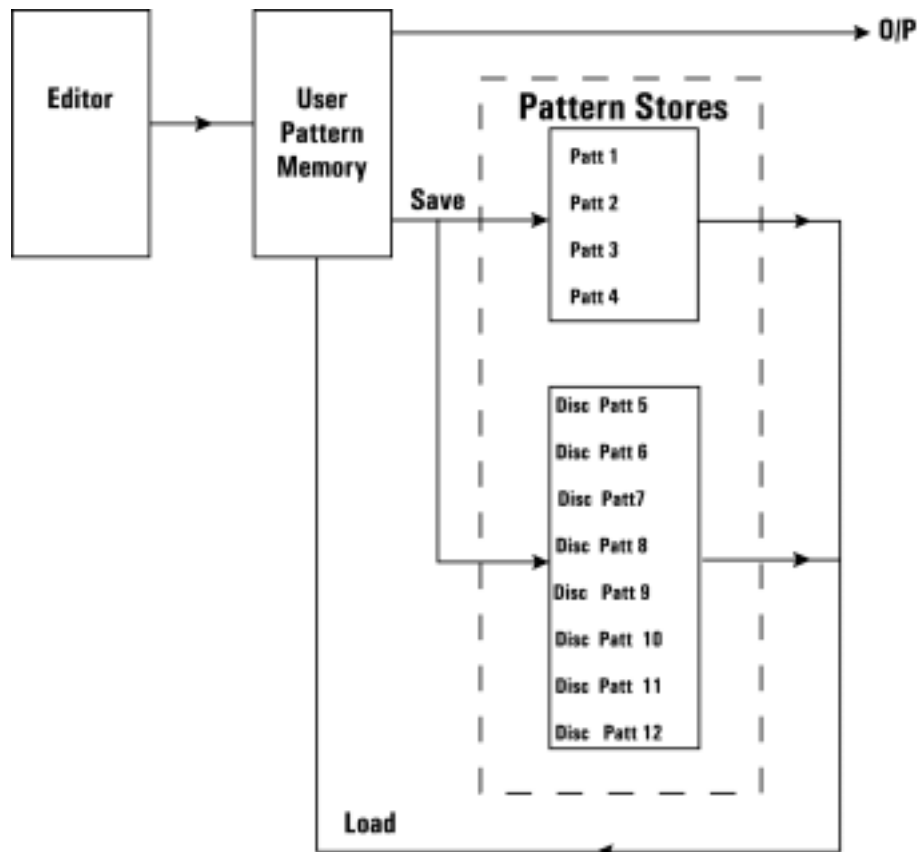 O/P
Editor
User
Pattern
Memory
Pattern Stores
Patt 1
Patt 2
Patt 3
Patt 4
Save
Disc Patt 5
Disc Patt 6
Disc Patt7
Disc Patt 8
Disc Patt 9
Disc Patt 10
Disc Patt 11
Disc Patt 12
Load